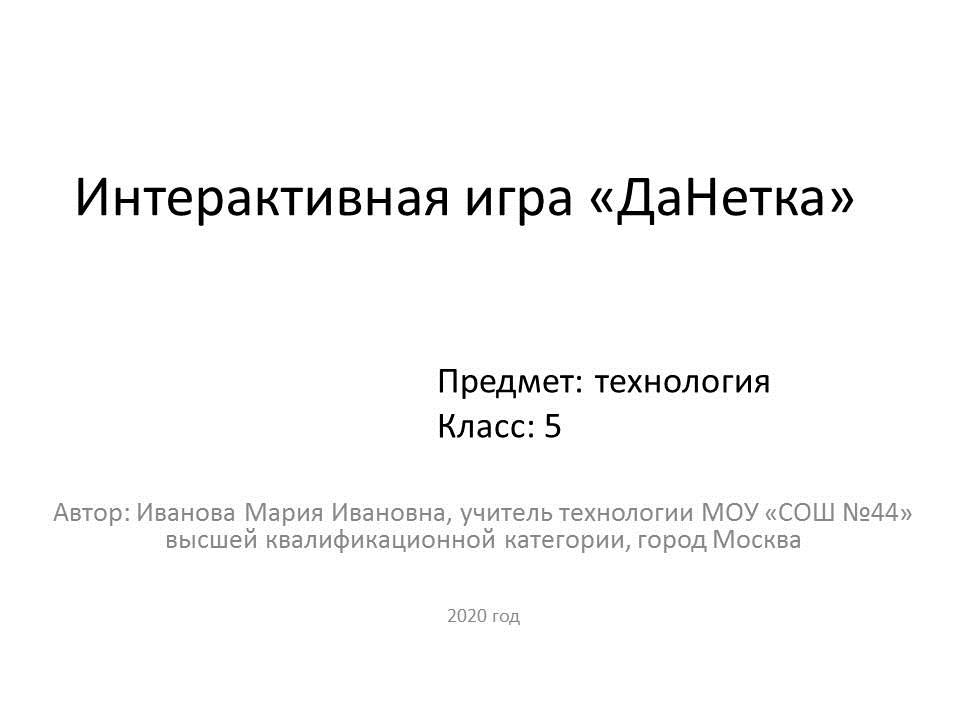 Интерактивная игра «ДаНетка»
Предмет: технология
Класс: 5
Автор: Иванова Мария Ивановна, учитель технологии МОУ «СОШ №44»
высшей квалификационной категории, город Москва
2020 год